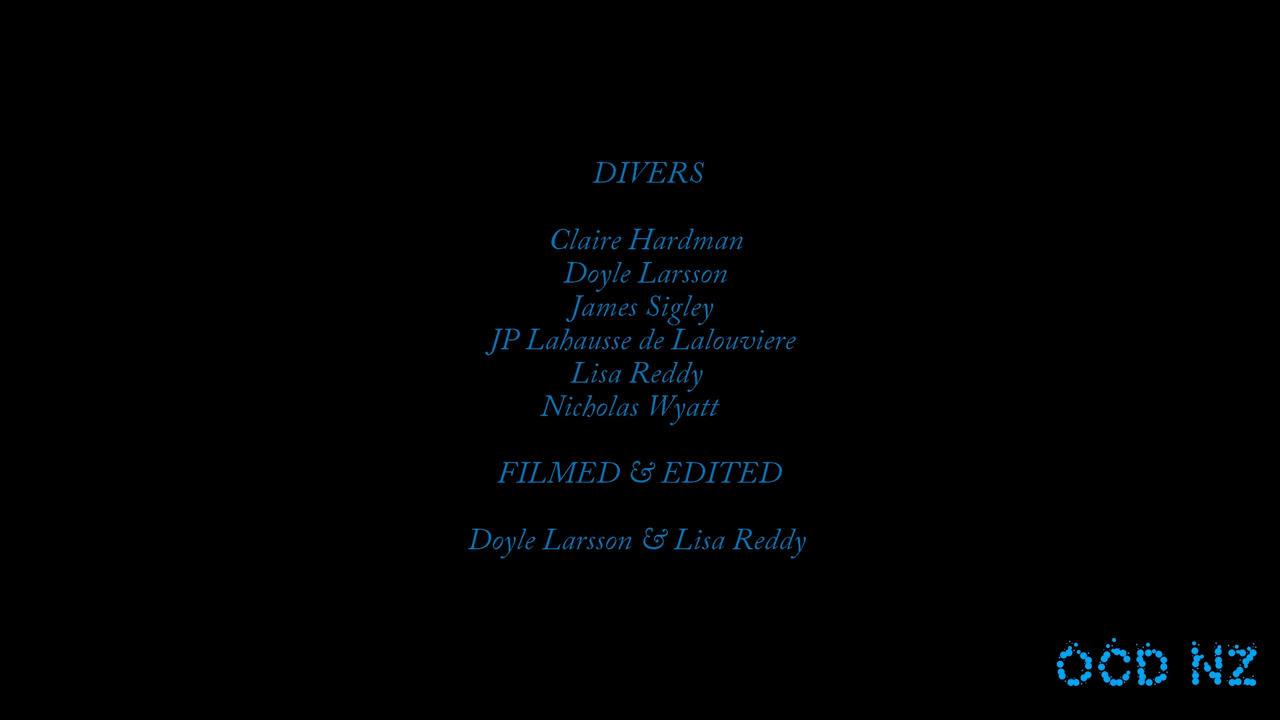 DIVERS
Claire Hardman
Doyle Larsson
James Sigley
JP Lahausse de Lalouviere
Lisa Reddy
Nicholas Wyatt
FILMED & EDITED
Doyle Larsson & Lisa Reddy
OCD NZ